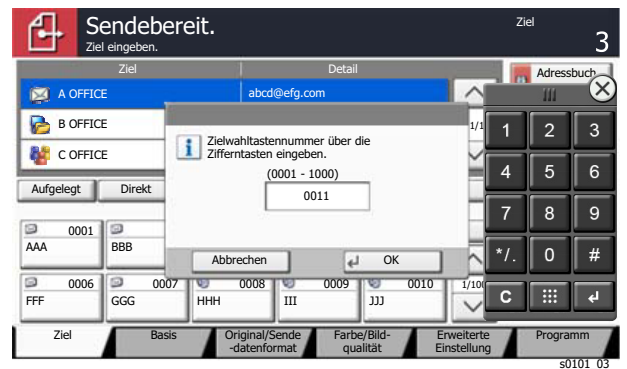 Sendebereit.
Ziel eingeben.
Ziel
3
Ziel
Detail
Adressbuch
A OFFICE
abcd@efg.com
B OFFICE
C OFFICE
1/1
Zielwahltastennummer über die
Zifferntasten eingeben.
(0001 - 1000)
0011
Abbrechen
OK
Aufgelegt
Direkt
0001
AAA
BBB
0006
FFF
0007
GGG
0008
HHH
0009
III
0010
JJJ
1 2 3
4 5 6
7 8 9
*/. 0 #
C
Ziel
Basis
Original/Sende
-datenformat
Farbe/Bild-
qualität
Erweiterte
Einstellung
Programm
s0101_03